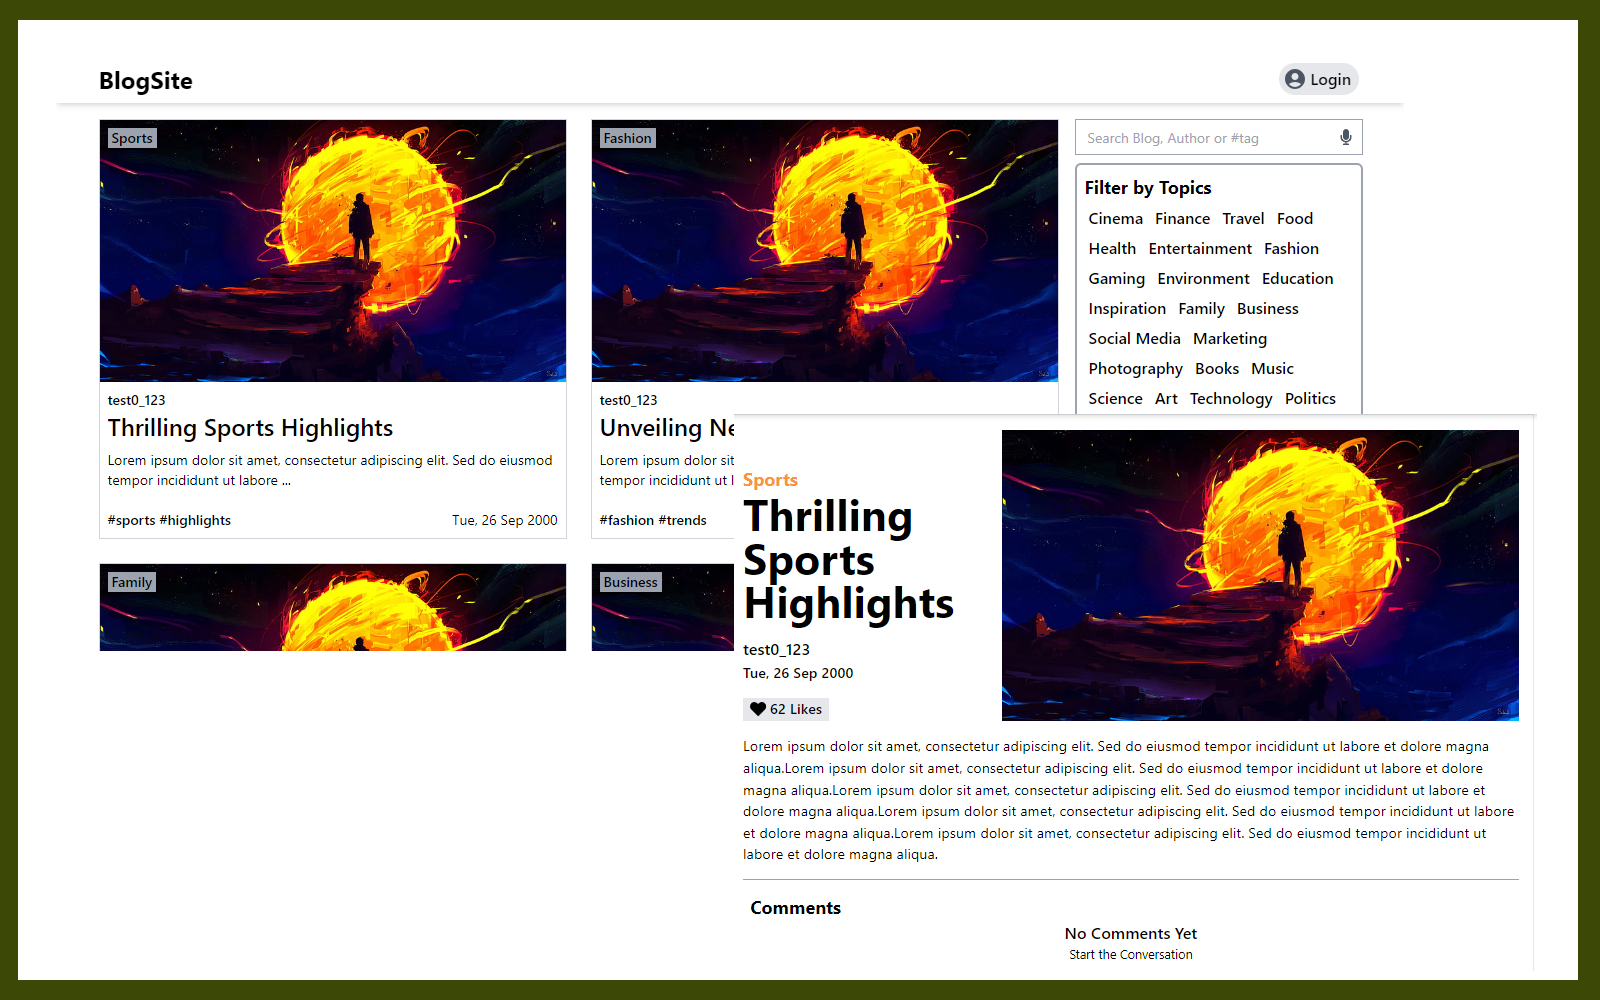 BlogSite
Login
Sports
Fashion
Search Blog, Author or #tag
Filter by Topics
Cinema Finance Travel Food
Health Entertainment Fashion
Gaming Environment Education
Inspiration Family Business
Social Media Marketing
Photography Books Music
Science Art Technology Politics
test0_123
Thrilling Sports Highlights
Lorem ipsum dolor sit amet, consectetur adipiscing elit. Sed do eiusmod
tempor incididunt ut labore ...
#sports #highlights
Tue, 26 Sep 2000
test0_123
Unveiling Ne
Lorem ipsum dolor sit
tempor incididunt ut l
#fashion #trends
Family
Business
Sports
Thrilling
Sports
Highlights
test0_123
Tue, 26 Sep 2000
62 Likes
Lorem ipsum dolor sit amet, consectetur adipiscing elit. Sed do eiusmod tempor incididunt ut labore et dolore magna
aliqua.Lorem ipsum dolor sit amet, consectetur adipiscing elit. Sed do eiusmod tempor incididunt ut labore et dolore
magna aliqua.Lorem ipsum dolor sit amet, consectetur adipiscing elit. Sed do eiusmod tempor incididunt ut labore et
dolore magna aliqua.Lorem ipsum dolor sit amet, consectetur adipiscing elit. Sed do eiusmod tempor incididunt ut labore
et dolore magna aliqua.Lorem ipsum dolor sit amet, consectetur adipiscing elit. Sed do eiusmod tempor incididunt ut
labore et dolore magna aliqua.
Comments
No Comments Yet
Start the Conversation